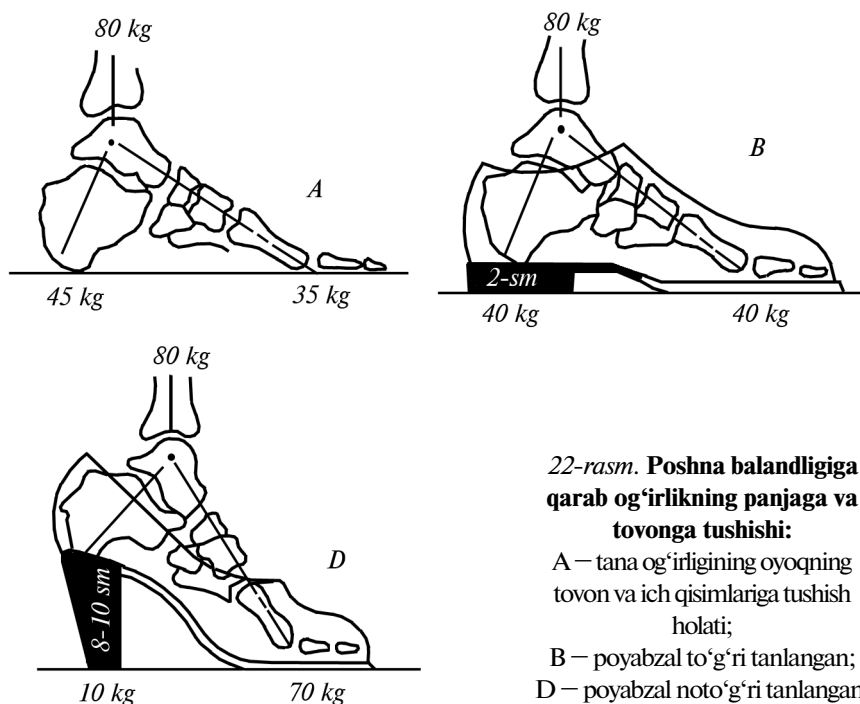 80 kg
A
45 kg
35 kg
80 kg
B
2-sm
40 kg
40 kg
80 kg
D
8-10 sm
10 kg
70 kg
22-rasm. Poshna balandligiga
qarab og‘irlikning panjaga va
tovonga tushishi:
A — tana og‘irligining oyoqning
tovon va ich qisimlariga tushish
holati;
B — poyabzal to‘g‘ri tanlangan;
D — poyabzal noto‘g‘ri tanlangan